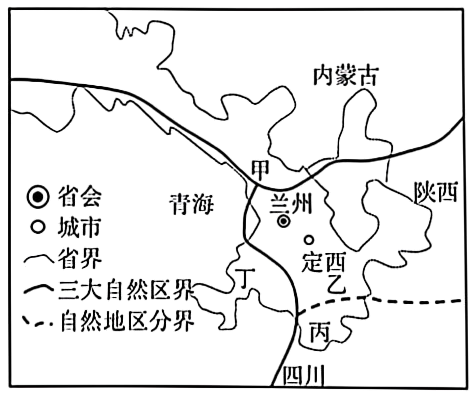 内蒙古
甲
陕西
青海
兰州
定西
乙
丁
丙
四川
省会
城市
省界
三大自然区界
自然地区分界